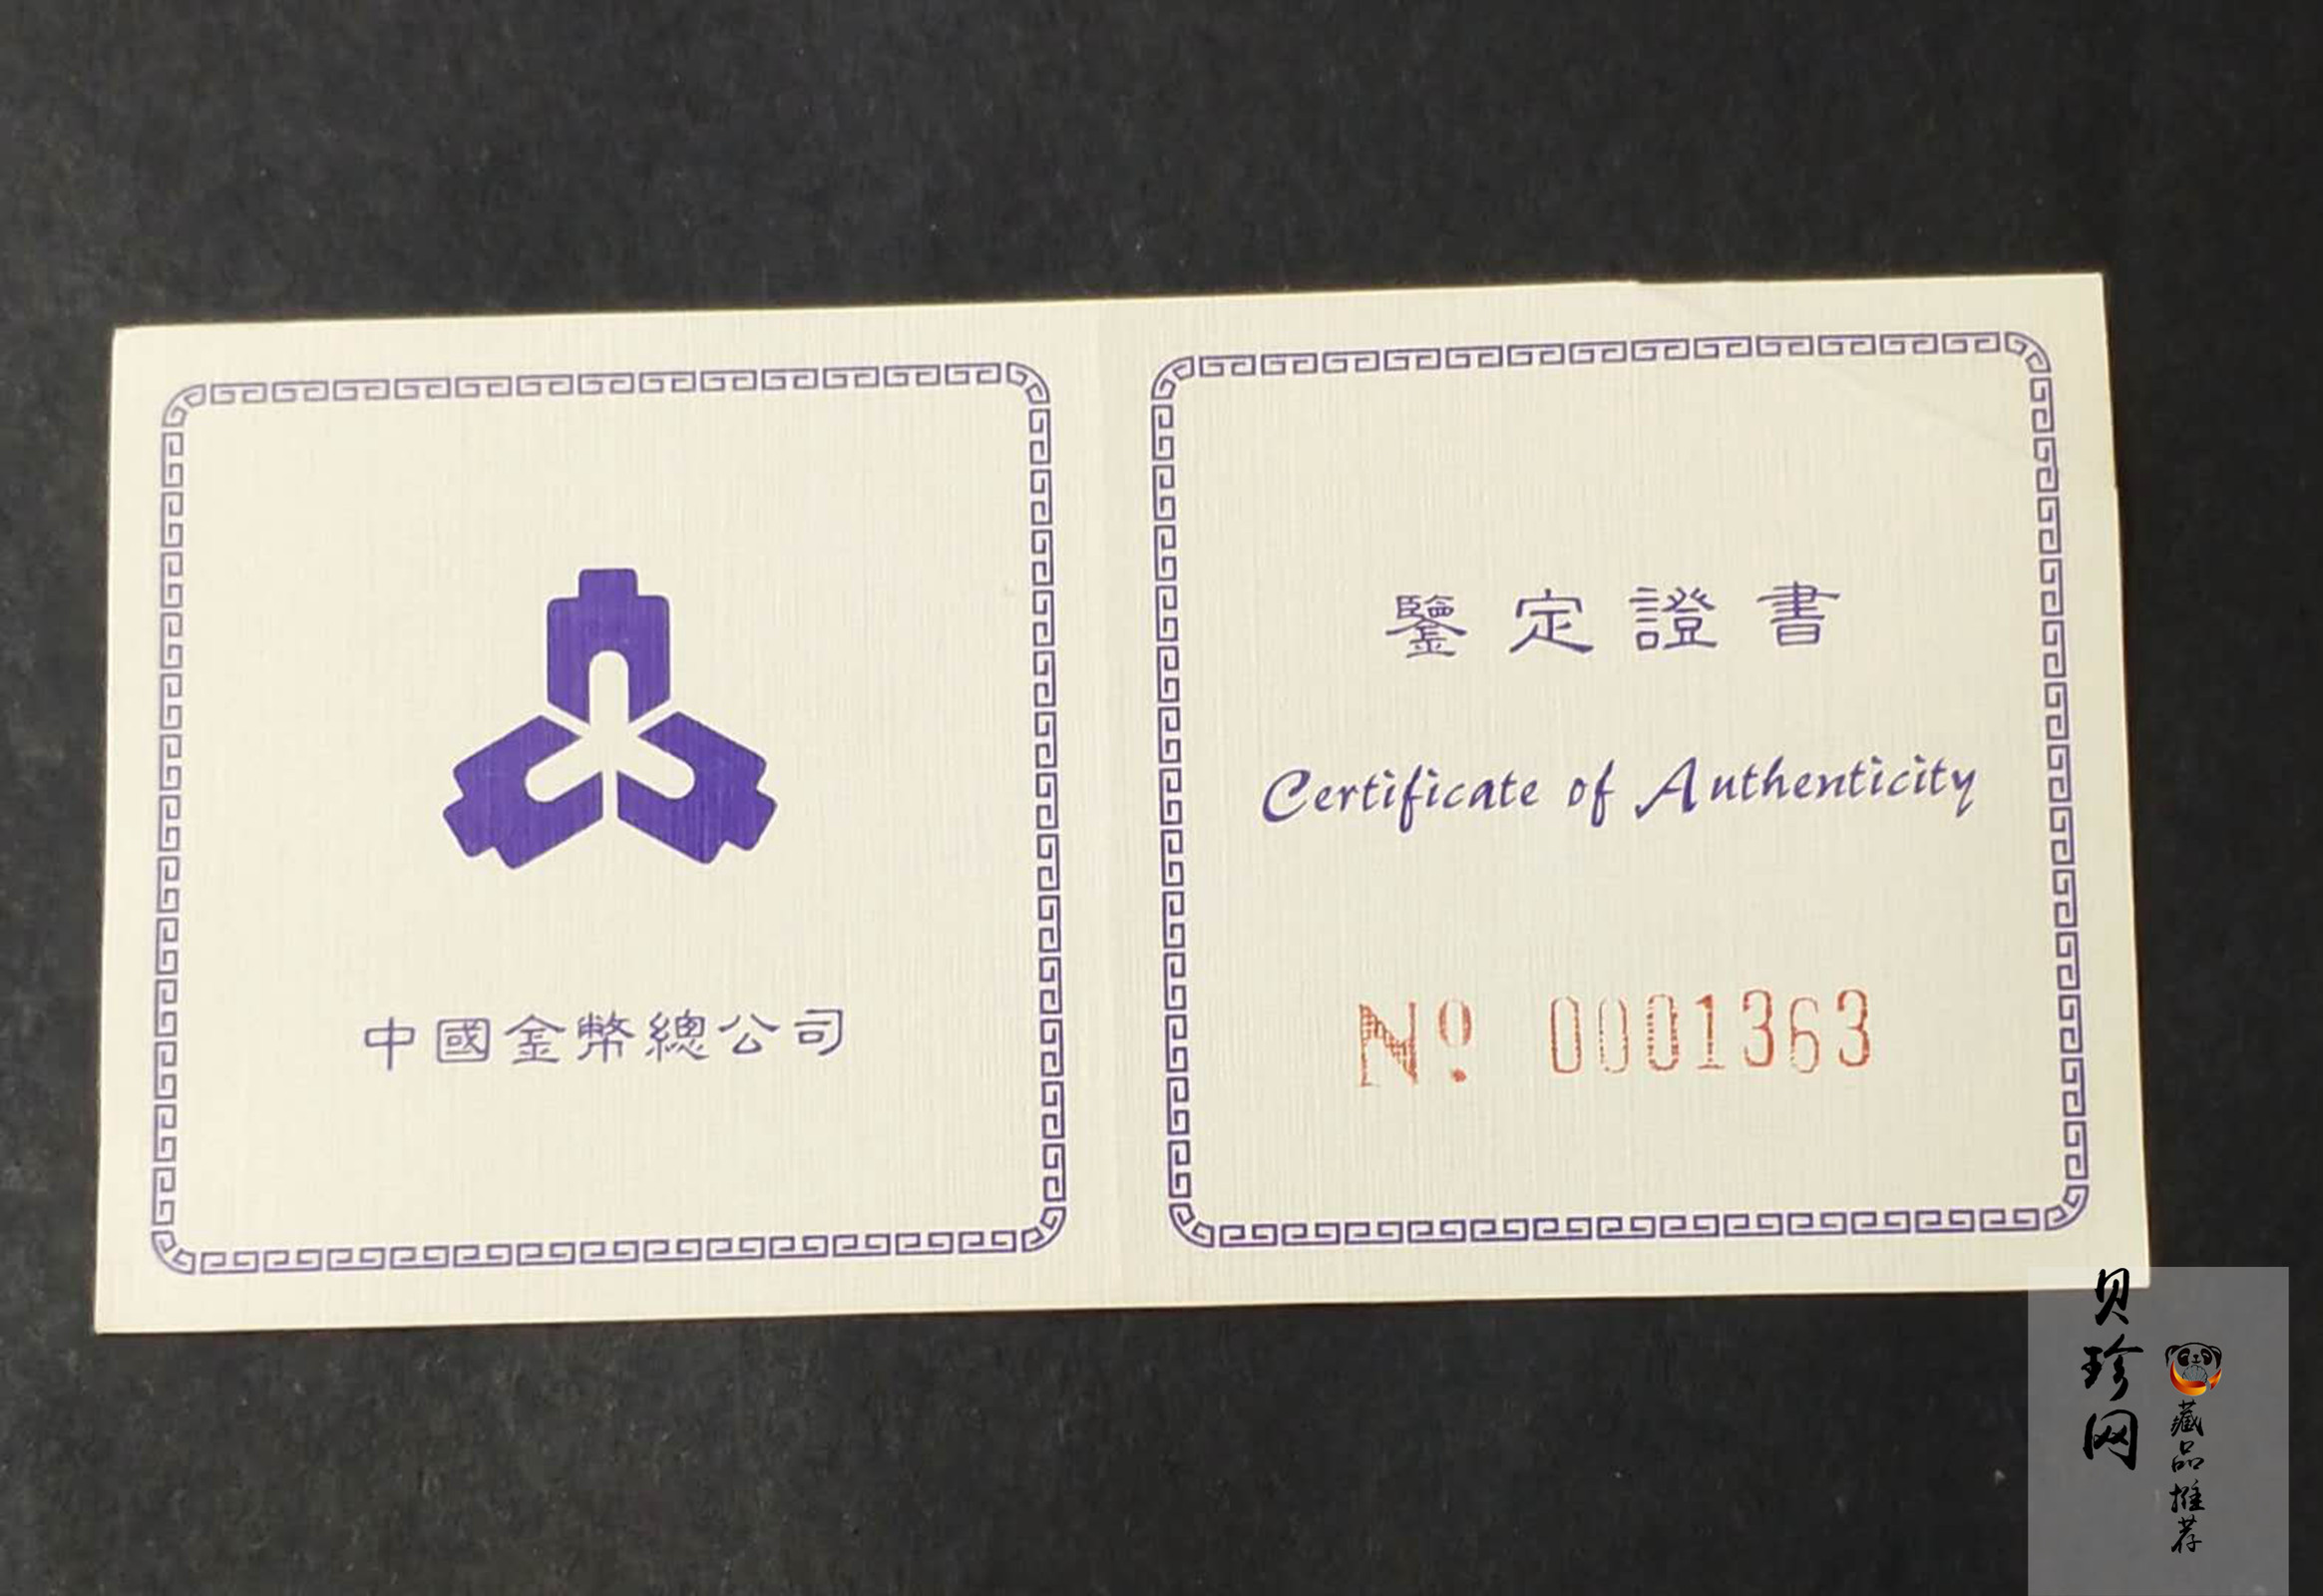 中國金幣總公司
鑒定證書
Certificate of Authenticity
Nº 0001363
贝珍网
藏品推荐